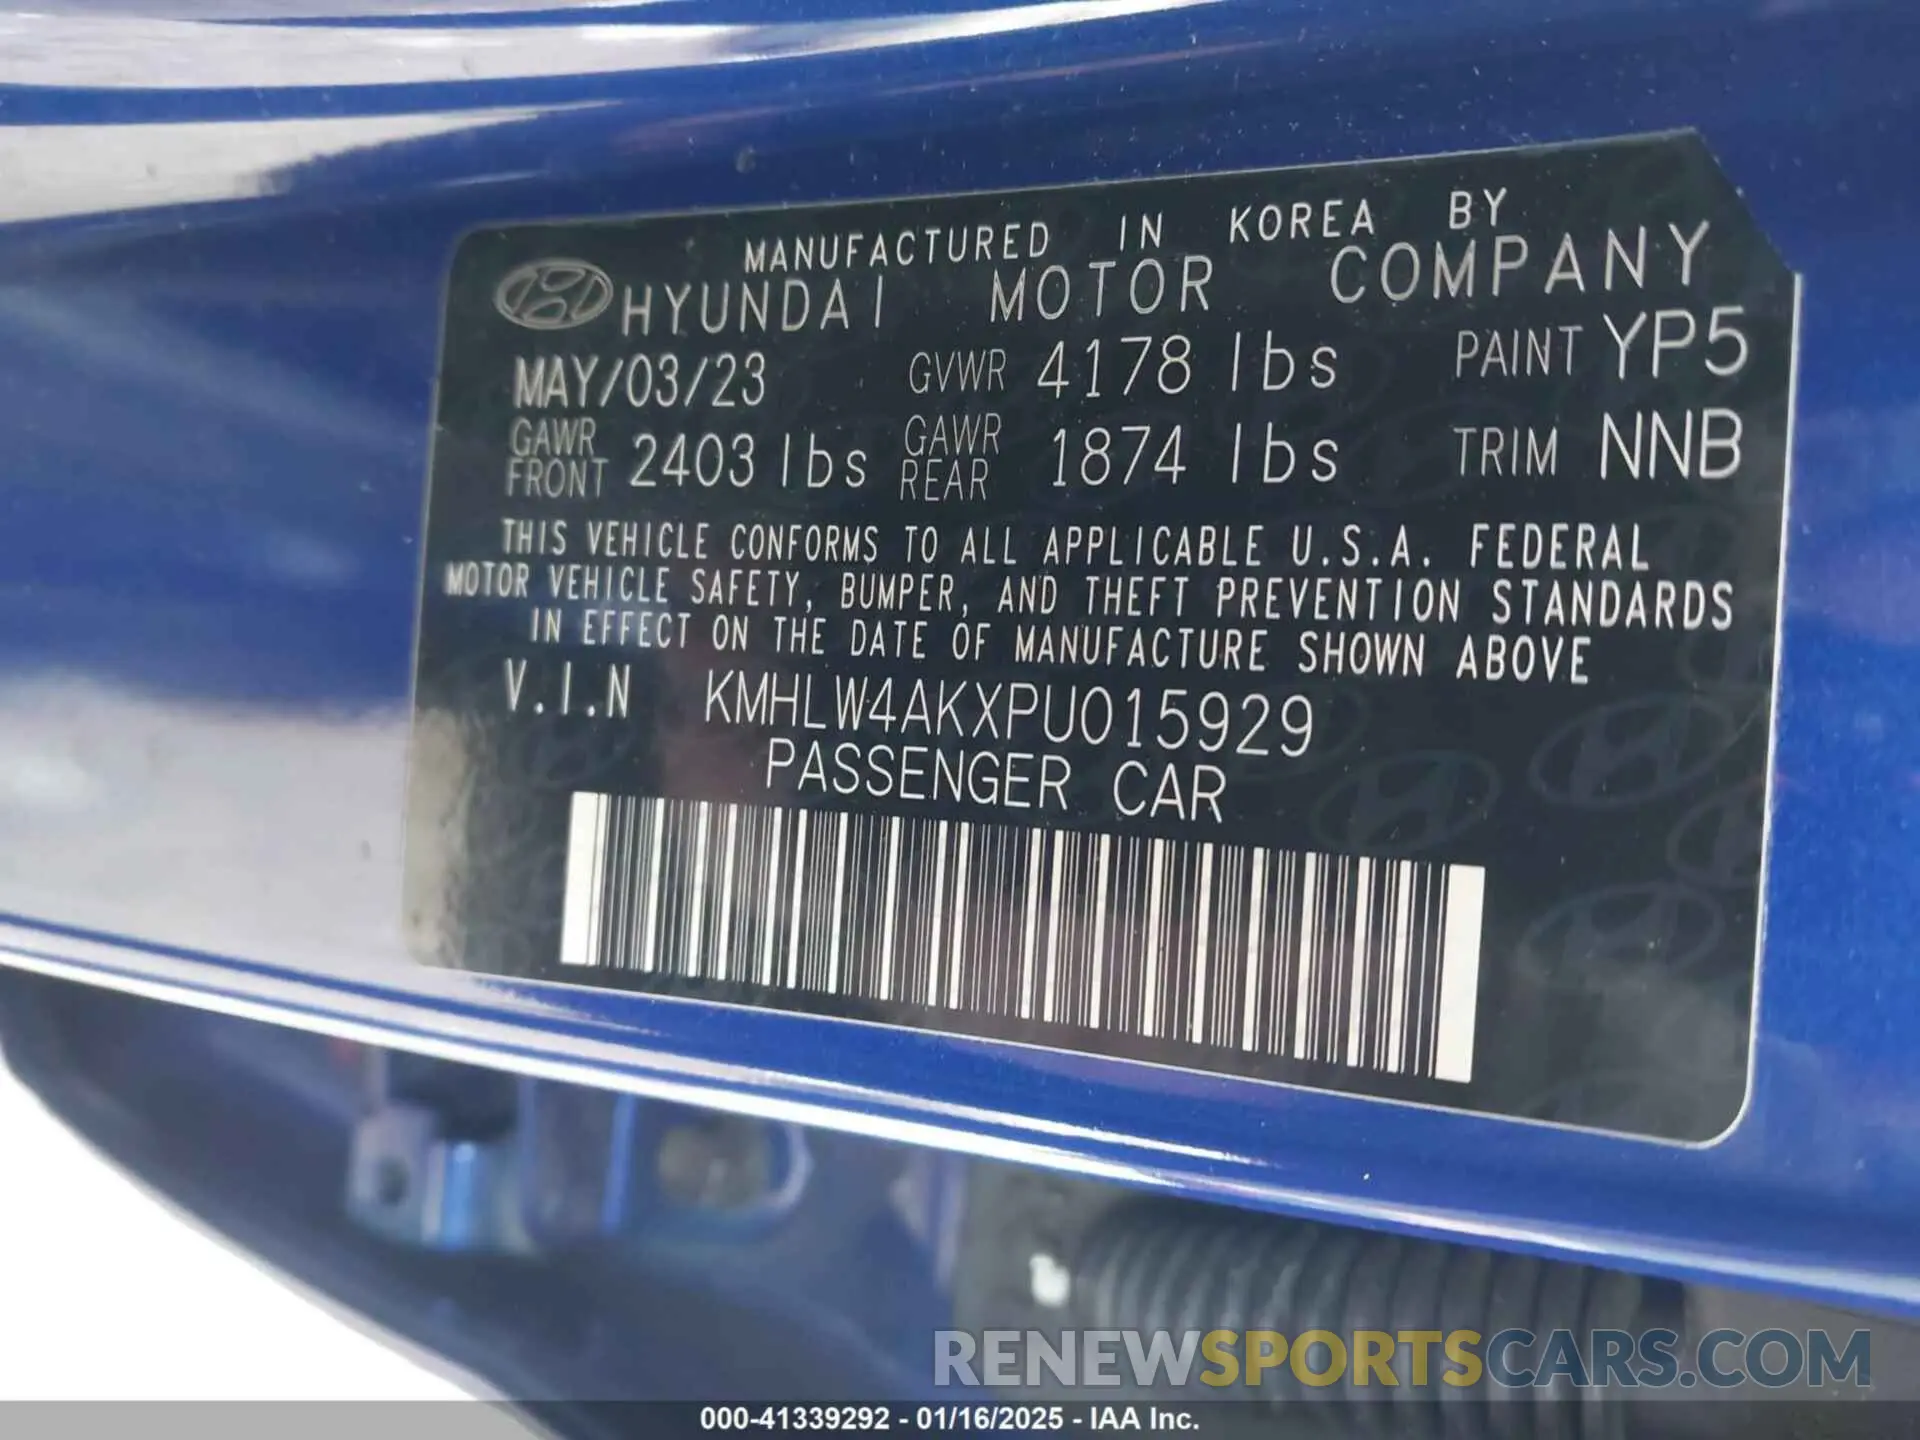 MANUFACTURED IN KOREA BY
HYUNDAI MOTOR COMPANY
MAY/03/23 GVWR 4178 lbs PAINT YP5
GAWR FRONT 2403 lbs GAWR REAR 1874 lbs TRIM NNB
THIS VEHICLE CONFORMS TO ALL APPLICABLE U.S.A. FEDERAL
MOTOR VEHICLE SAFETY, BUMPER, AND THEFT PREVENTION STANDARDS
IN EFFECT ON THE DATE OF MANUFACTURE SHOWN ABOVE
V.I.N KMHLW4AKXPU015929
PASSENGER CAR
RENEWSPORTSCARS.COM
000-41339292 - 01/16/2025 - IAA Inc.